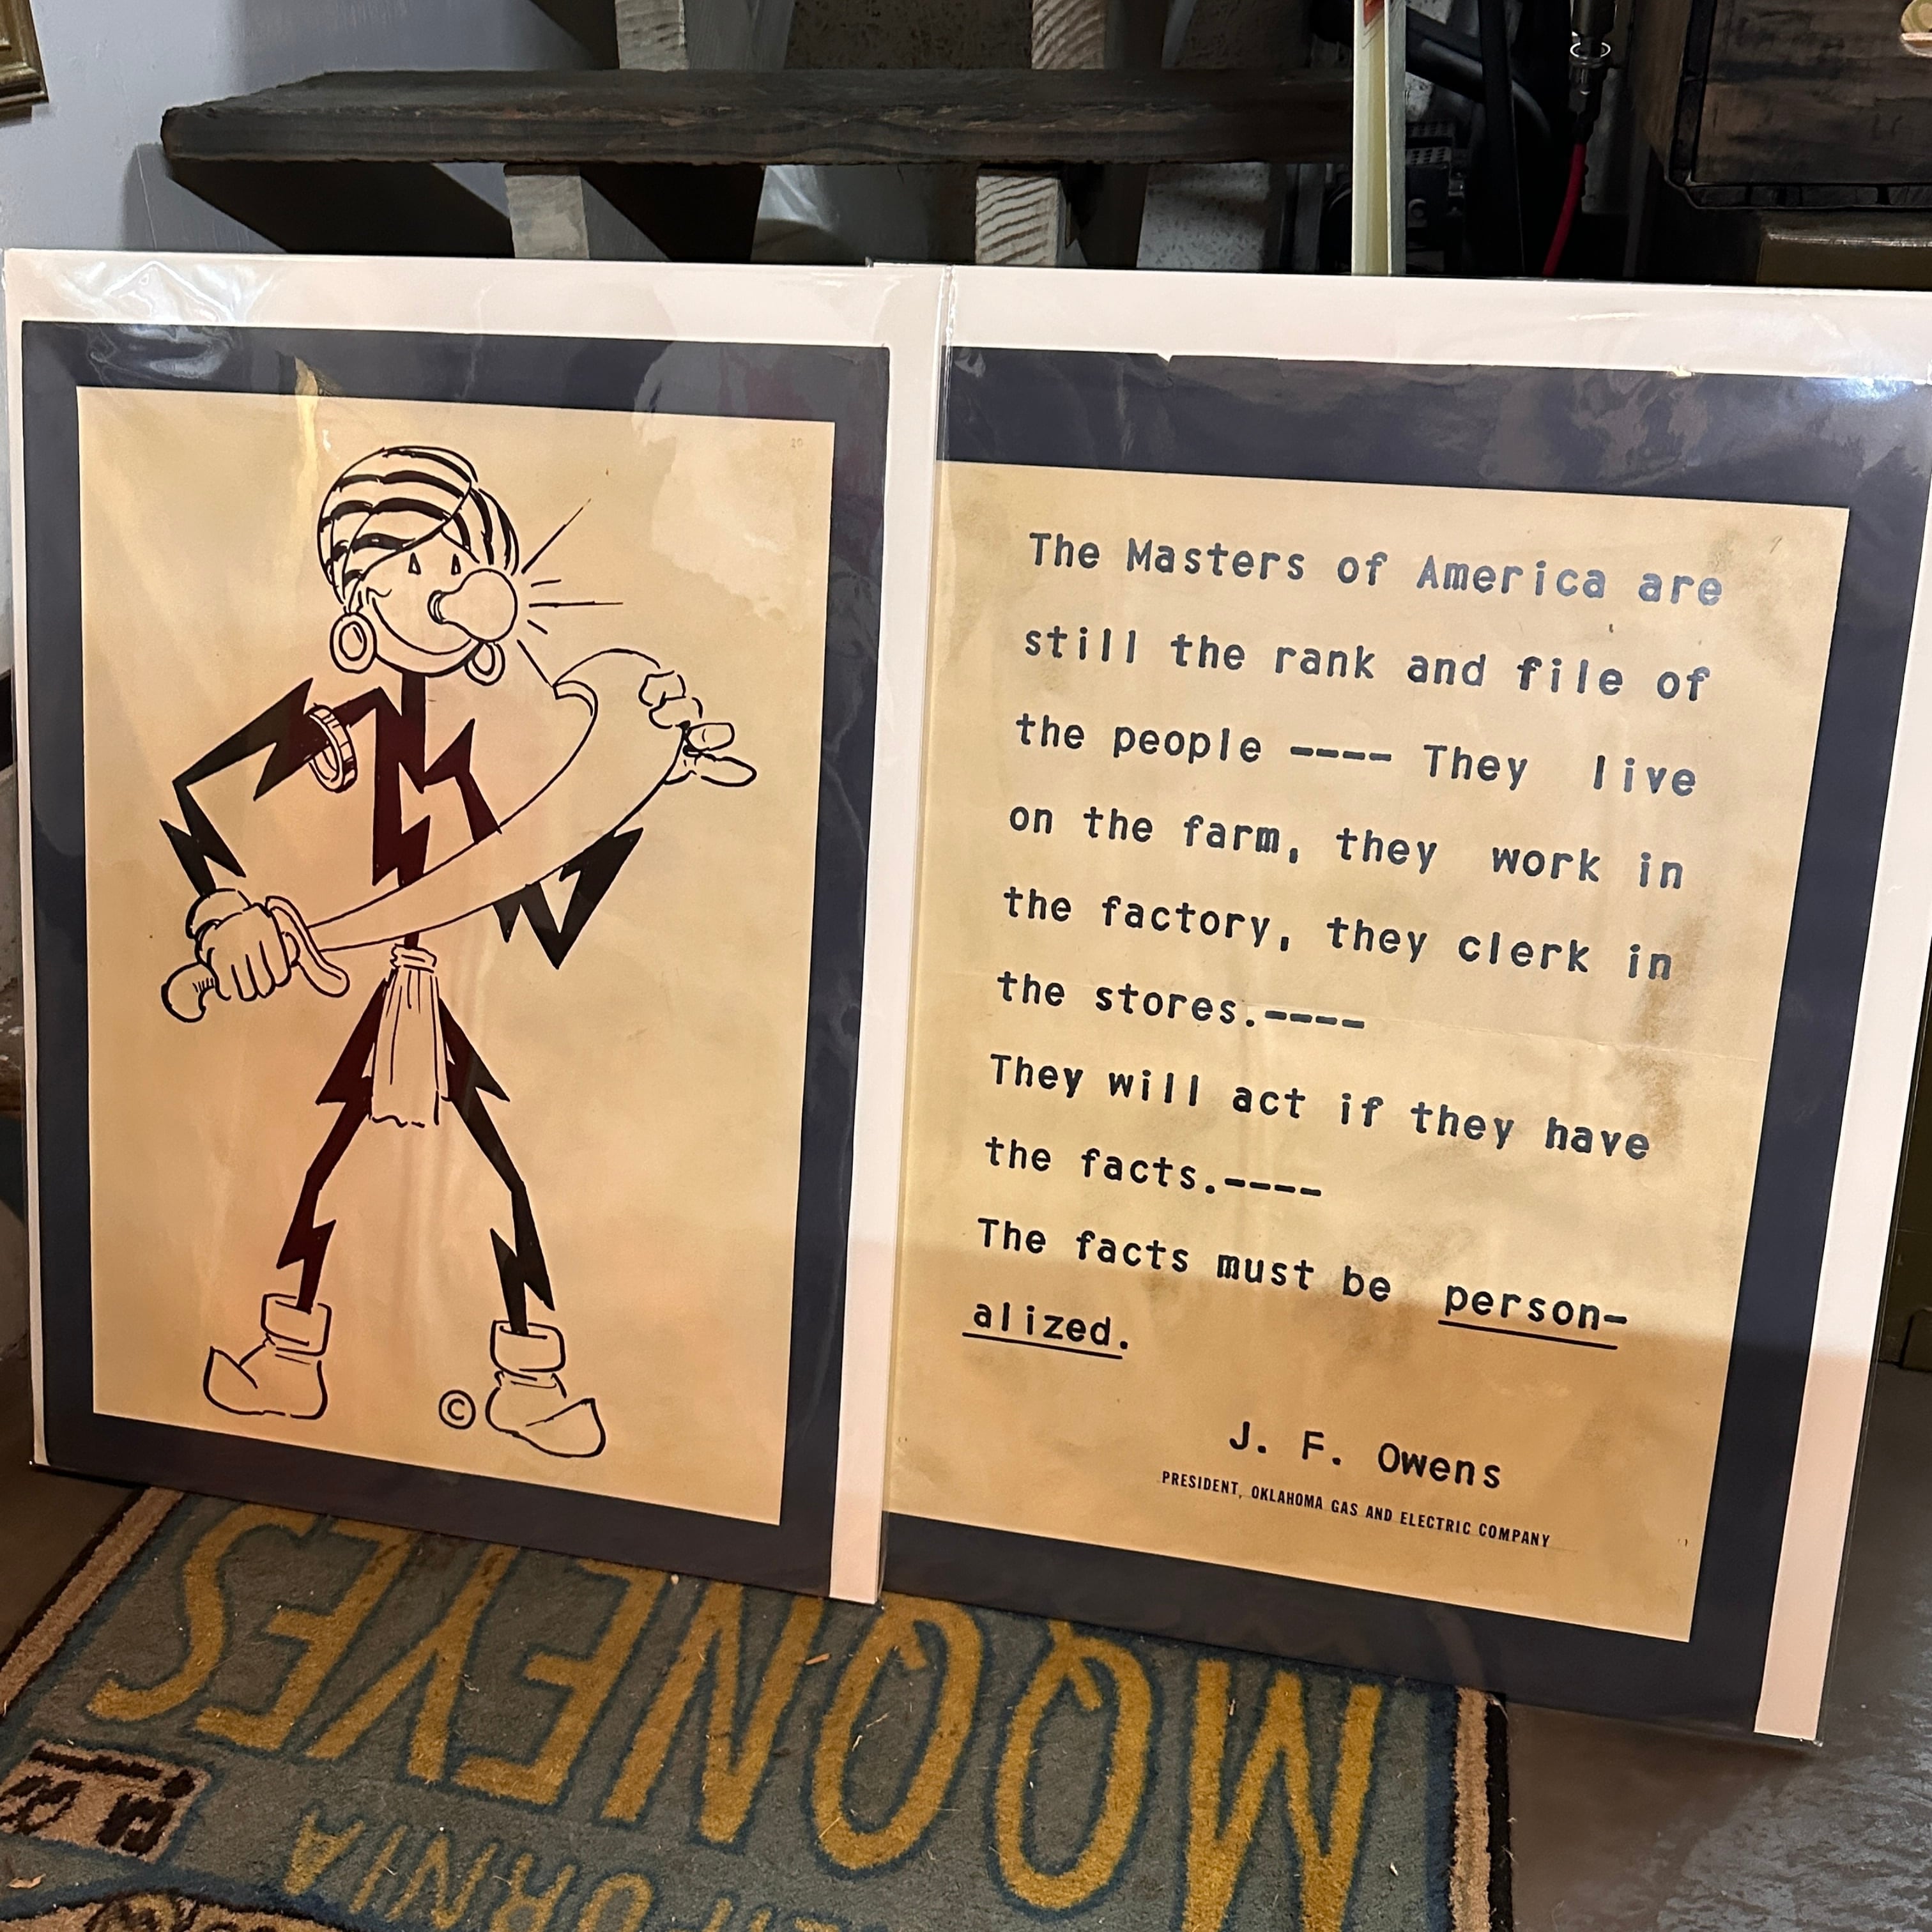 ©
The Masters of America are
still the rank and file of
the people ---- They live
on the farm, they work in
the factory, they clerk in
the stores.----
They will act if they have
the facts.----
The facts must be person-
alized.
J. F. Owens
PRESIDENT, OKLAHOMA GAS AND ELECTRIC COMPANY
MQQNEYES